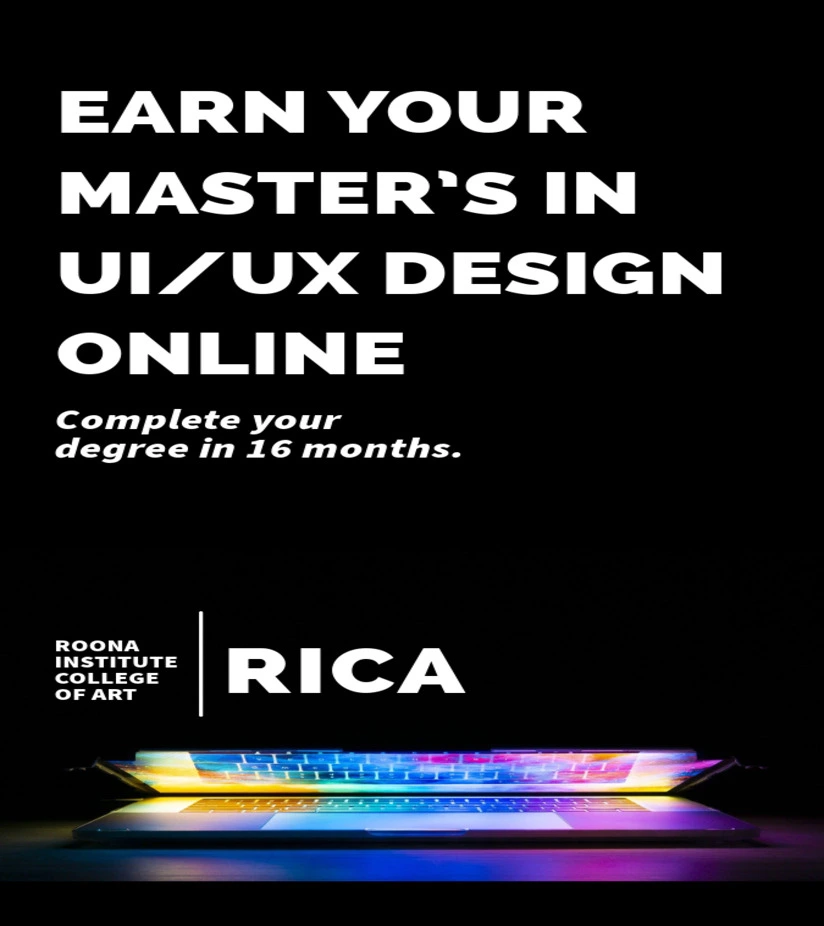 EARN YOUR
MASTER'S IN
UI/UX DESIGN
ONLINE
Complete your
degree in 16 months.
ROONA
INSTITUTE
COLLEGE
OF ART
RICA